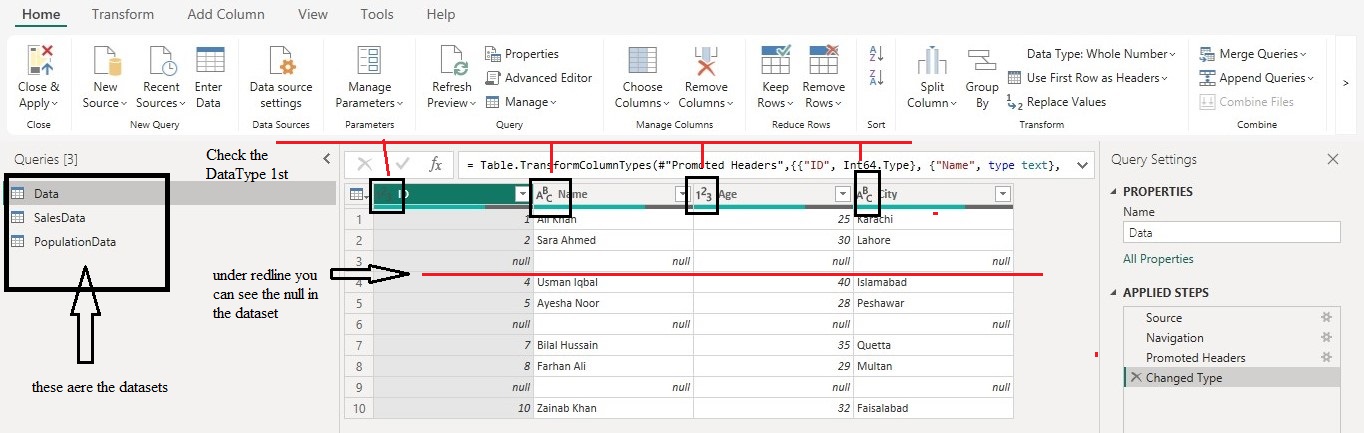 Home Transform Add Column View Tools Help
Close & Apply
New Source
Recent Sources
Enter Data
Data source settings
Manage Parameters
Refresh Preview
Properties
Advanced Editor
Manage
Choose Columns
Remove Columns
Keep Rows
Remove Rows
Split Column
Group By
Data Type: Whole Number
Use First Row as Headers
Replace Values
Merge Queries
Append Queries
Combine Files
Close New Query Data Sources Parameters Query Manage Columns Reduce Rows Sort Transform Combine
Queries [3]
Data
SalesData
PopulationData
these aere the datasets
Check the
DataType 1st
under redline you
can see the null in
the dataset
fx = Table.TransformColumnTypes(#"Promoted Headers",{{"ID", Int64.Type}, {"Name", type text},
ID ABC Name 123 Age ABC City
1 1 Ali Khan 25 Karachi
2 2 Sara Ahmed 30 Lahore
3 null null null null
4 4 Usman Iqbal 40 Islamabad
5 5 Ayesha Noor 28 Peshawar
6 null null null null
7 7 Bilal Hussain 35 Quetta
8 8 Farhan Ali 29 Multan
9 null null null null
10 10 Zainab Khan 32 Faisalabad
Query Settings
PROPERTIES
Name
Data
All Properties
APPLIED STEPS
Source
Navigation
Promoted Headers
Changed Type